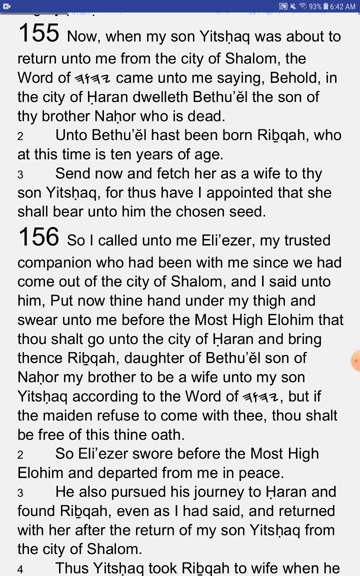 93% 6:42 AM
155 Now, when my son Yitsḥaq was about to
return unto me from the city of Shalom, the
Word of 𐤉𐤄𐤅𐤄 came unto me saying, Behold, in
the city of Ḥaran dwelleth Bethu’ĕl the son of
thy brother Naḥor who is dead.
2 Unto Bethu’ĕl hast been born Riḇqah, who
at this time is ten years of age.
3 Send now and fetch her as a wife to thy
son Yitsḥaq, for thus have I appointed that she
shall bear unto him the chosen seed.
156 So I called unto me Eli’ezer, my trusted
companion who had been with me since we had
come out of the city of Shalom, and I said unto
him, Put now thine hand under my thigh and
swear unto me before the Most High Elohim that
thou shalt go unto the city of Ḥaran and bring
thence Riḇqah, daughter of Bethu’ĕl son of
Naḥor my brother to be a wife unto my son
Yitsḥaq according to the Word of 𐤉𐤄𐤅𐤄, but if
the maiden refuse to come with thee, thou shalt
be free of this thine oath.
2 So Eli’ezer swore before the Most High
Elohim and departed from me in peace.
3 He also pursued his journey to Ḥaran and
found Riḇqah, even as I had said, and returned
with her after the return of my son Yitsḥaq from
the city of Shalom.
4 Thus Yitsḥaq took Riḇqah to wife when he